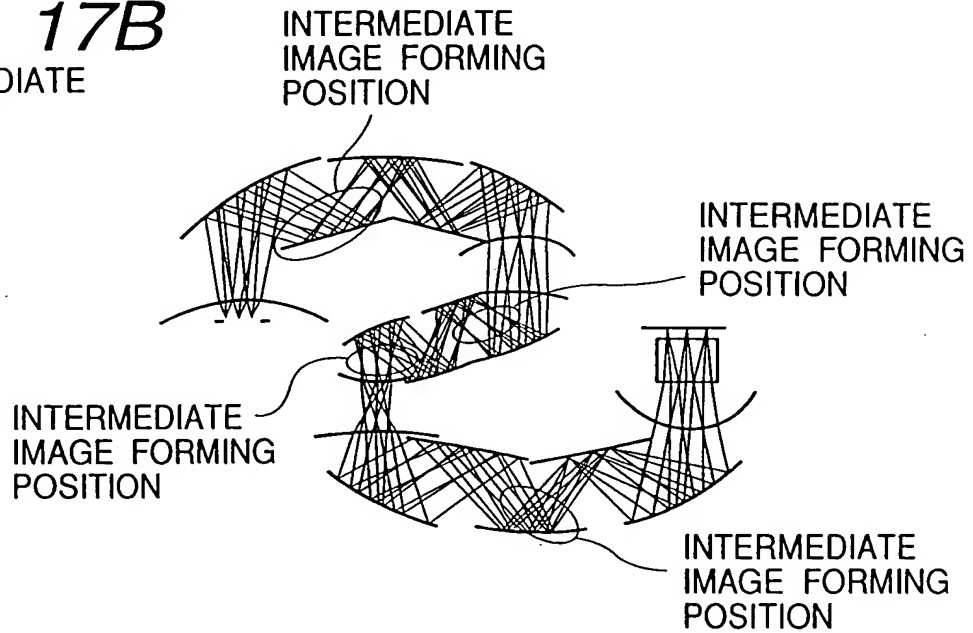 17B
DIATE
INTERMEDIATE
IMAGE FORMING
POSITION
INTERMEDIATE
IMAGE FORMING
POSITION
INTERMEDIATE
IMAGE FORMING
POSITION
INTERMEDIATE
IMAGE FORMING
POSITION